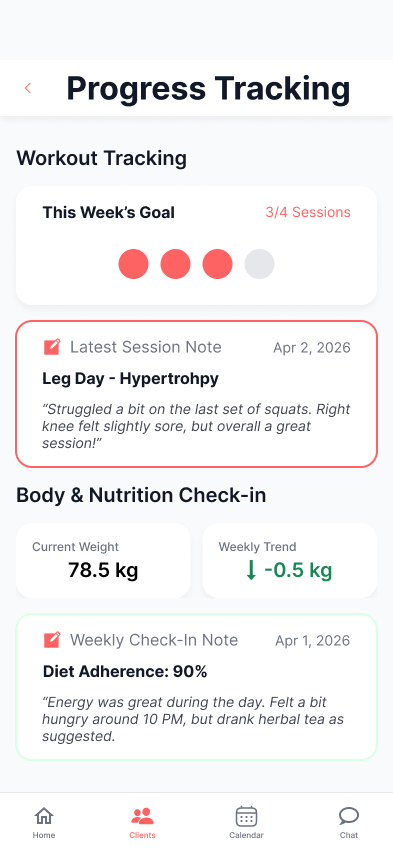 Progress Tracking
Workout Tracking
This Week’s Goal
3/4 Sessions
Latest Session Note
Apr 2, 2026
Leg Day - Hypertrohpy
“Struggled a bit on the last set of squats. Right
knee felt slightly sore, but overall a great
session!”
Body & Nutrition Check-in
Current Weight
78.5 kg
Weekly Trend
↓ -0.5 kg
Weekly Check-In Note
Apr 1, 2026
Diet Adherence: 90%
“Energy was great during the day. Felt a bit
hungry around 10 PM, but drank herbal tea as
suggested.
Home
Clients
Calendar
Chat